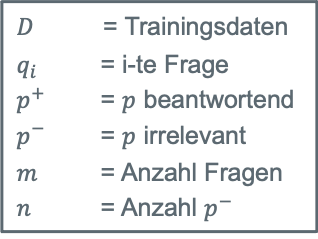 D = Trainingsdaten
qᵢ = i-te Frage
p⁺ = p beantwortend
p⁻ = p irrelevant
m = Anzahl Fragen
n = Anzahl p⁻